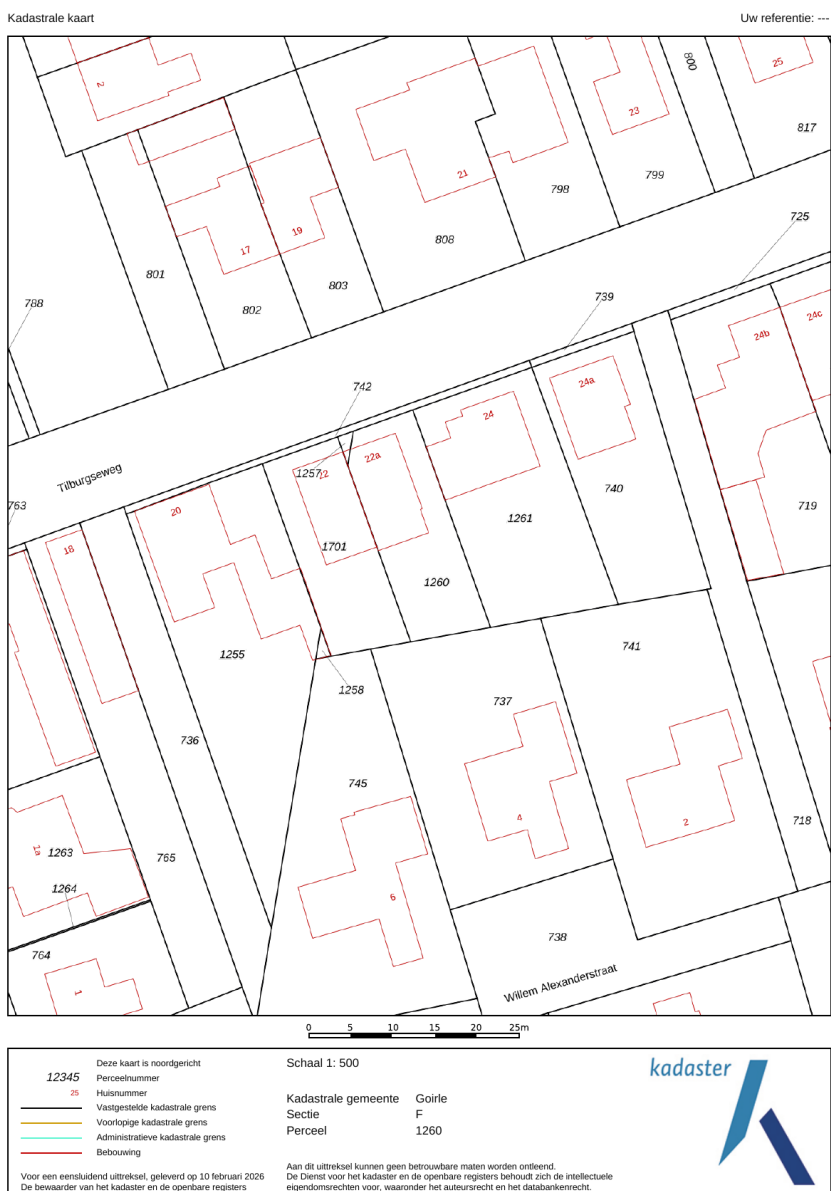 Kadastrale kaart
Uw referentie: ---
2
800
25
23
817
21
799
798
725
19
17
808
801
803
788
802
739
24c
24b
24a
742
24
22a
Tilburgseweg
1257
22
740
763
20
1261
719
18
1701
1260
1255
741
1258
737
736
745
4
2
718
1a
1263
765
1264
6
738
764
Willem Alexanderstraat
1
0 5 10 15 20 25m
Deze kaart is noordgericht
12345 Perceelnummer
25 Huisnummer
Vastgestelde kadastrale grens
Voorlopige kadastrale grens
Administratieve kadastrale grens
Bebouwing
Voor een eensluidend uittreksel, geleverd op 10 februari 2026
De bewaarder van het kadaster en de openbare registers
Schaal 1: 500
Kadastrale gemeente Goirle
Sectie F
Perceel 1260
Aan dit uittreksel kunnen geen betrouwbare maten worden ontleend.
De Dienst voor het kadaster en de openbare registers behoudt zich de intellectuele
eigendomsrechten voor, waaronder het auteursrecht en het databankenrecht.
kadaster